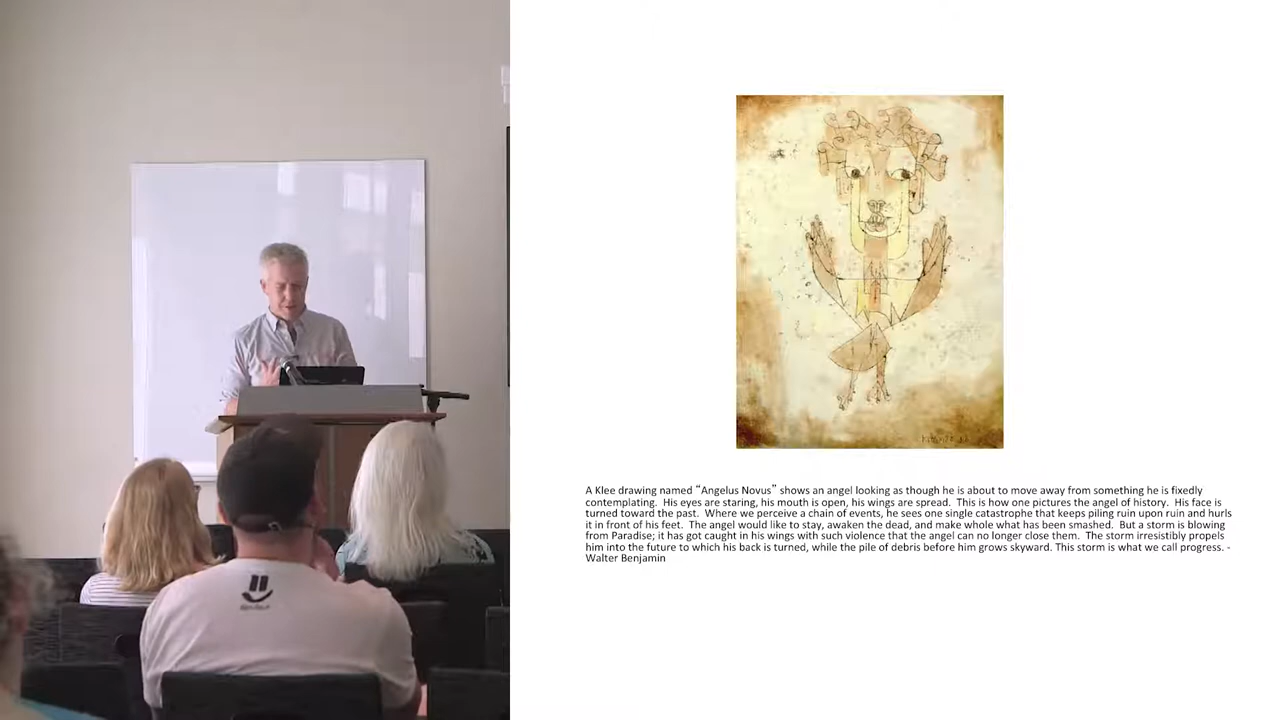 A Klee drawing named “Angelus Novus” shows an angel looking as though he is about to move away from something he is fixedly
contemplating.  His eyes are staring, his mouth is open, his wings are spread.  This is how one pictures the angel of history.  His face is
turned toward the past.  Where we perceive a chain of events, he sees one single catastrophe that keeps piling ruin upon ruin and hurls
it in front of his feet.  The angel would like to stay, awaken the dead, and make whole what has been smashed.  But a storm is blowing
from Paradise; it has got caught in his wings with such violence that the angel can no longer close them.  The storm irresistibly propels
him into the future to which his back is turned, while the pile of debris before him grows skyward. This storm is what we call progress. -
Walter Benjamin